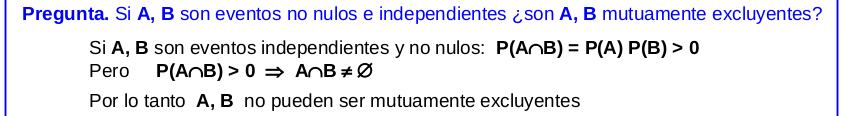 Pregunta. Si A, B son eventos no nulos e independientes ¿son A, B mutuamente excluyentes?
Si A, B son eventos independientes y no nulos: P(A∩B) = P(A) P(B) > 0
Pero P(A∩B) > 0 ⇒ A∩B ≠ ∅
Por lo tanto A, B no pueden ser mutuamente excluyentes